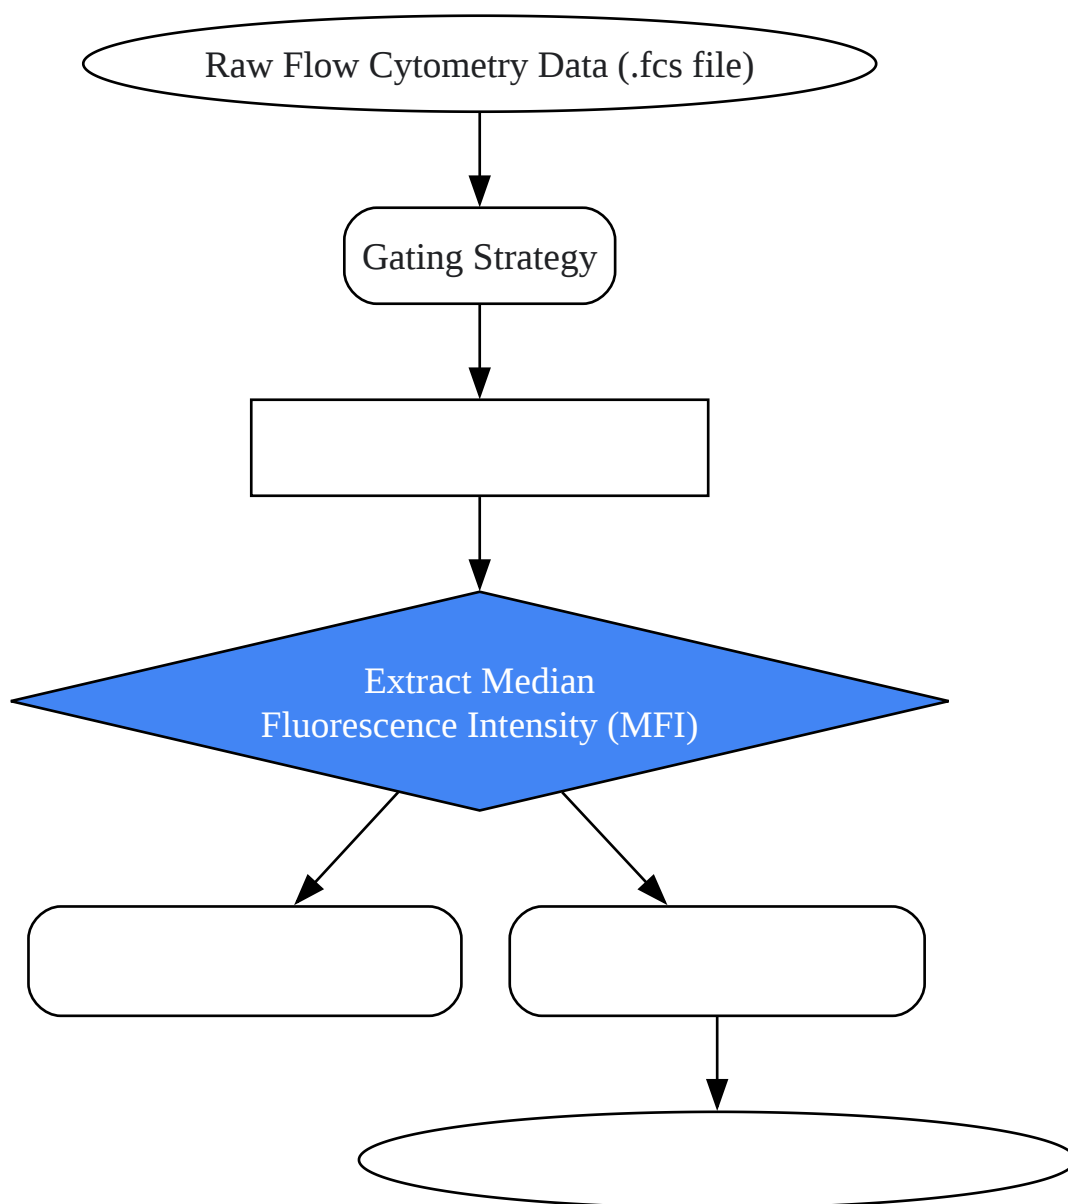 Raw Flow Cytometry Data (.fcs file)
Gating Strategy
Extract Median
Fluorescence Intensity (MFI)